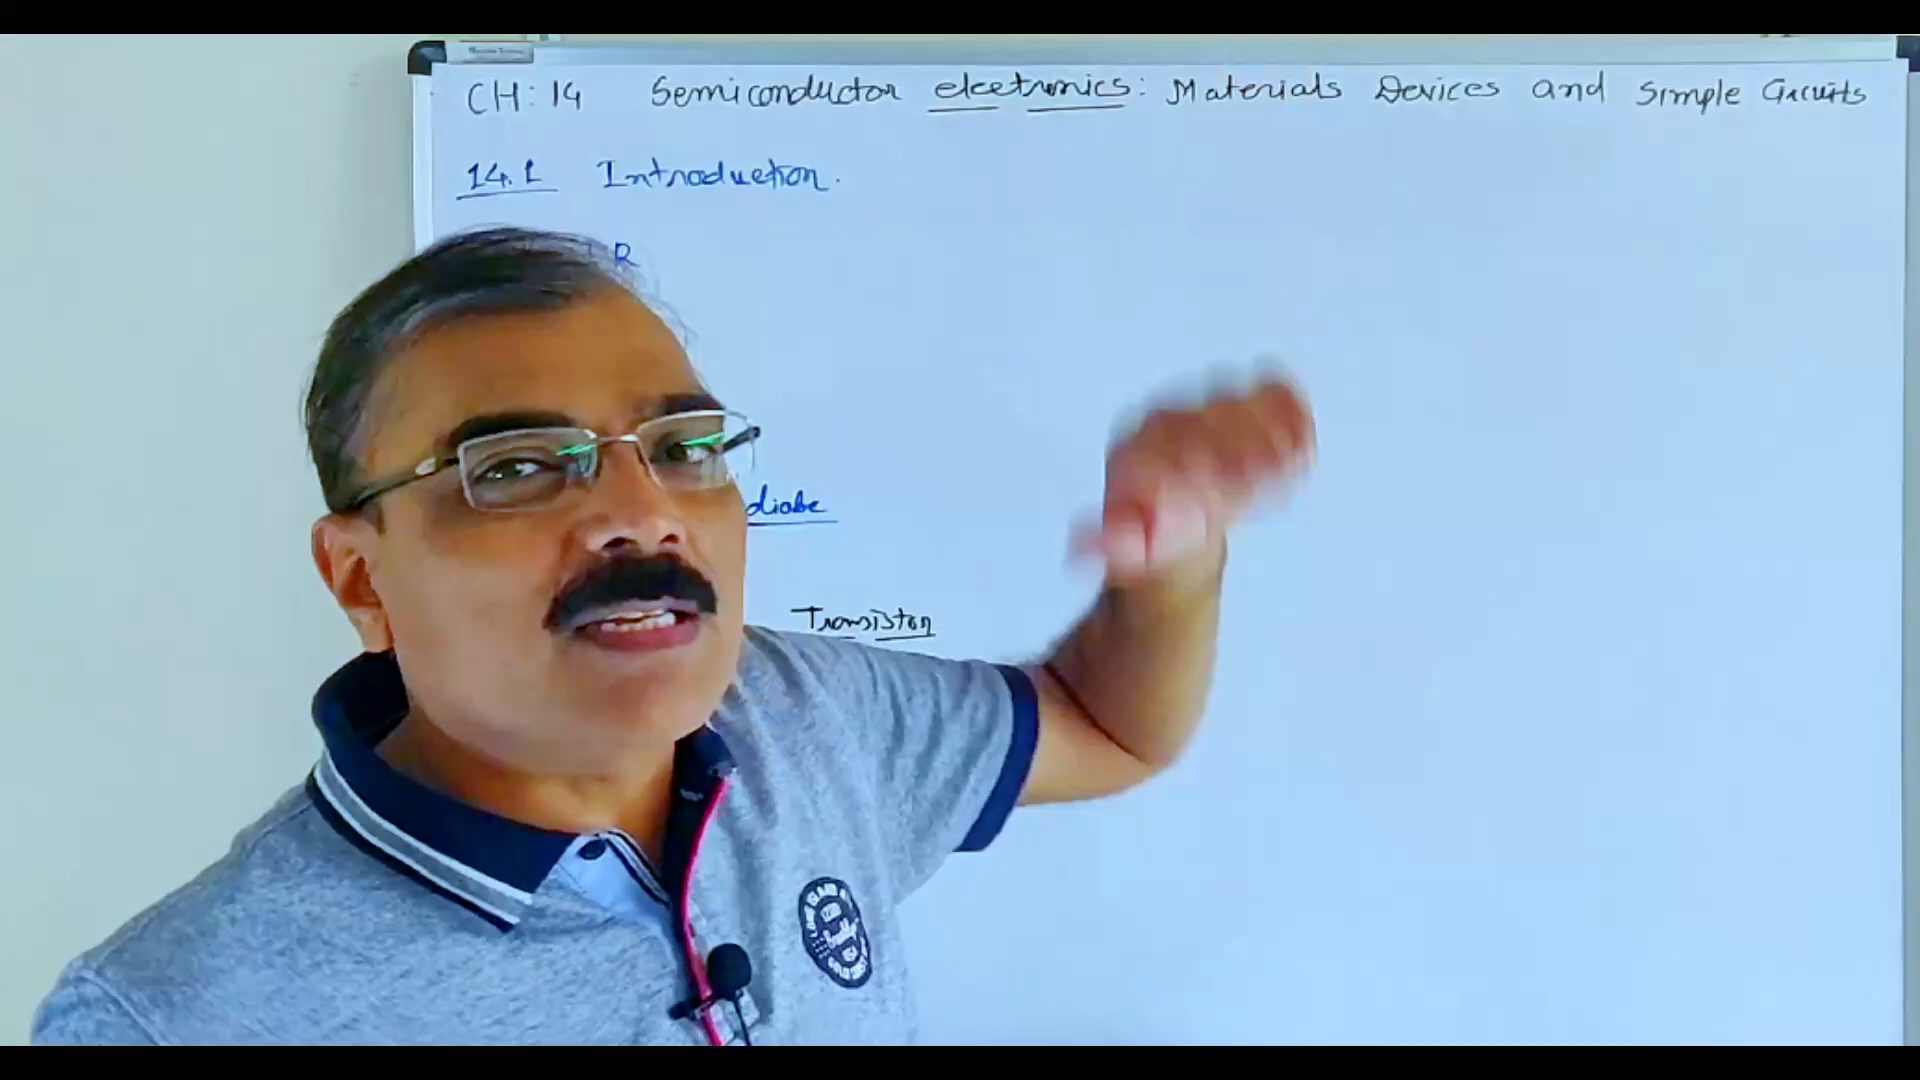 CH: 14 Semiconductor electronics: Materials Devices and Simple Circuits
14.1 Introduction.
R
diode
Transistor